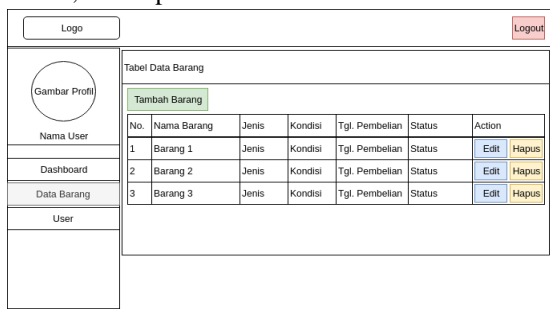 Logo
Logout
Gambar Profil
Nama User
Dashboard
Data Barang
User
Tabel Data Barang
Tambah Barang
No. Nama Barang Jenis Kondisi Tgl. Pembelian Status Action
1 Barang 1 Jenis Kondisi Tgl. Pembelian Status Edit Hapus
2 Barang 2 Jenis Kondisi Tgl. Pembelian Status Edit Hapus
3 Barang 3 Jenis Kondisi Tgl. Pembelian Status Edit Hapus